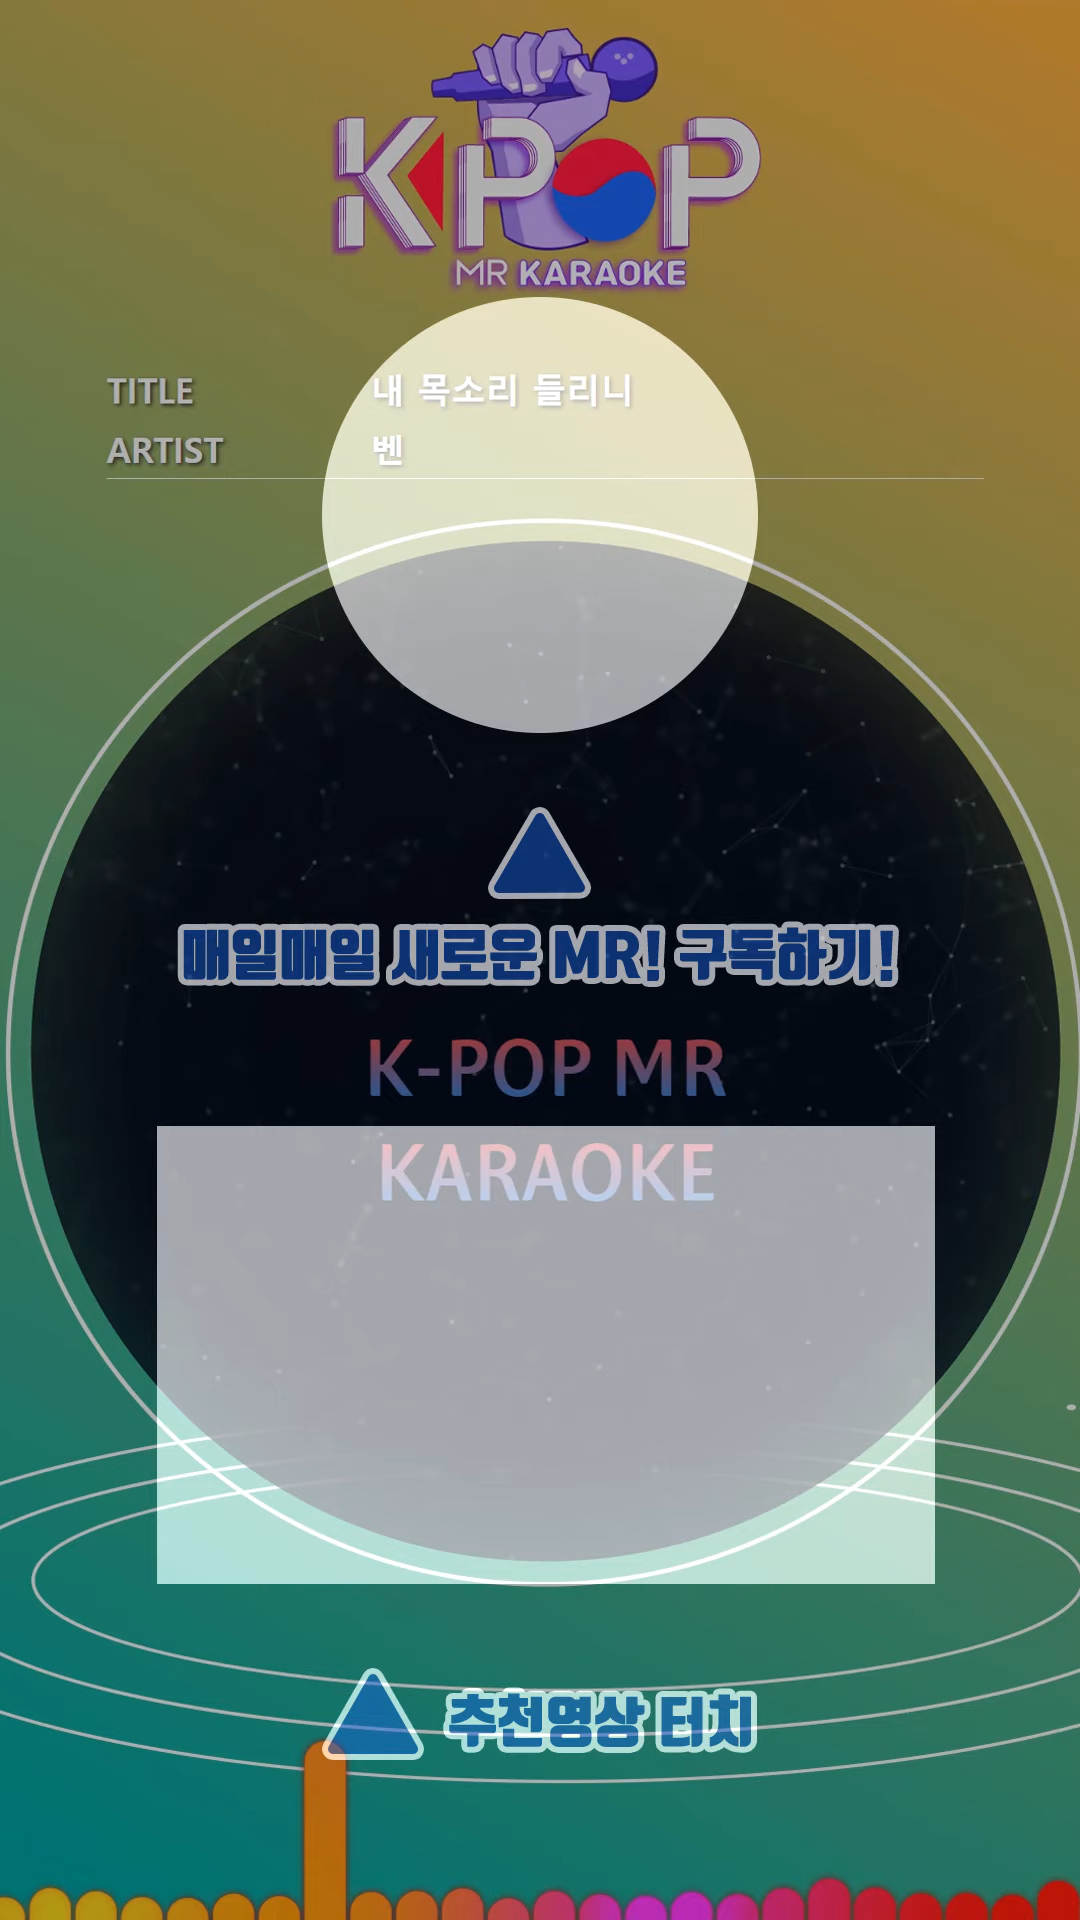 KPOP
MR KARAOKE
TITLE 내 목소리 들리니
ARTIST 벤
매일매일 새로운 MR! 구독하기!
K-POP MR
KARAOKE
추천영상 터치